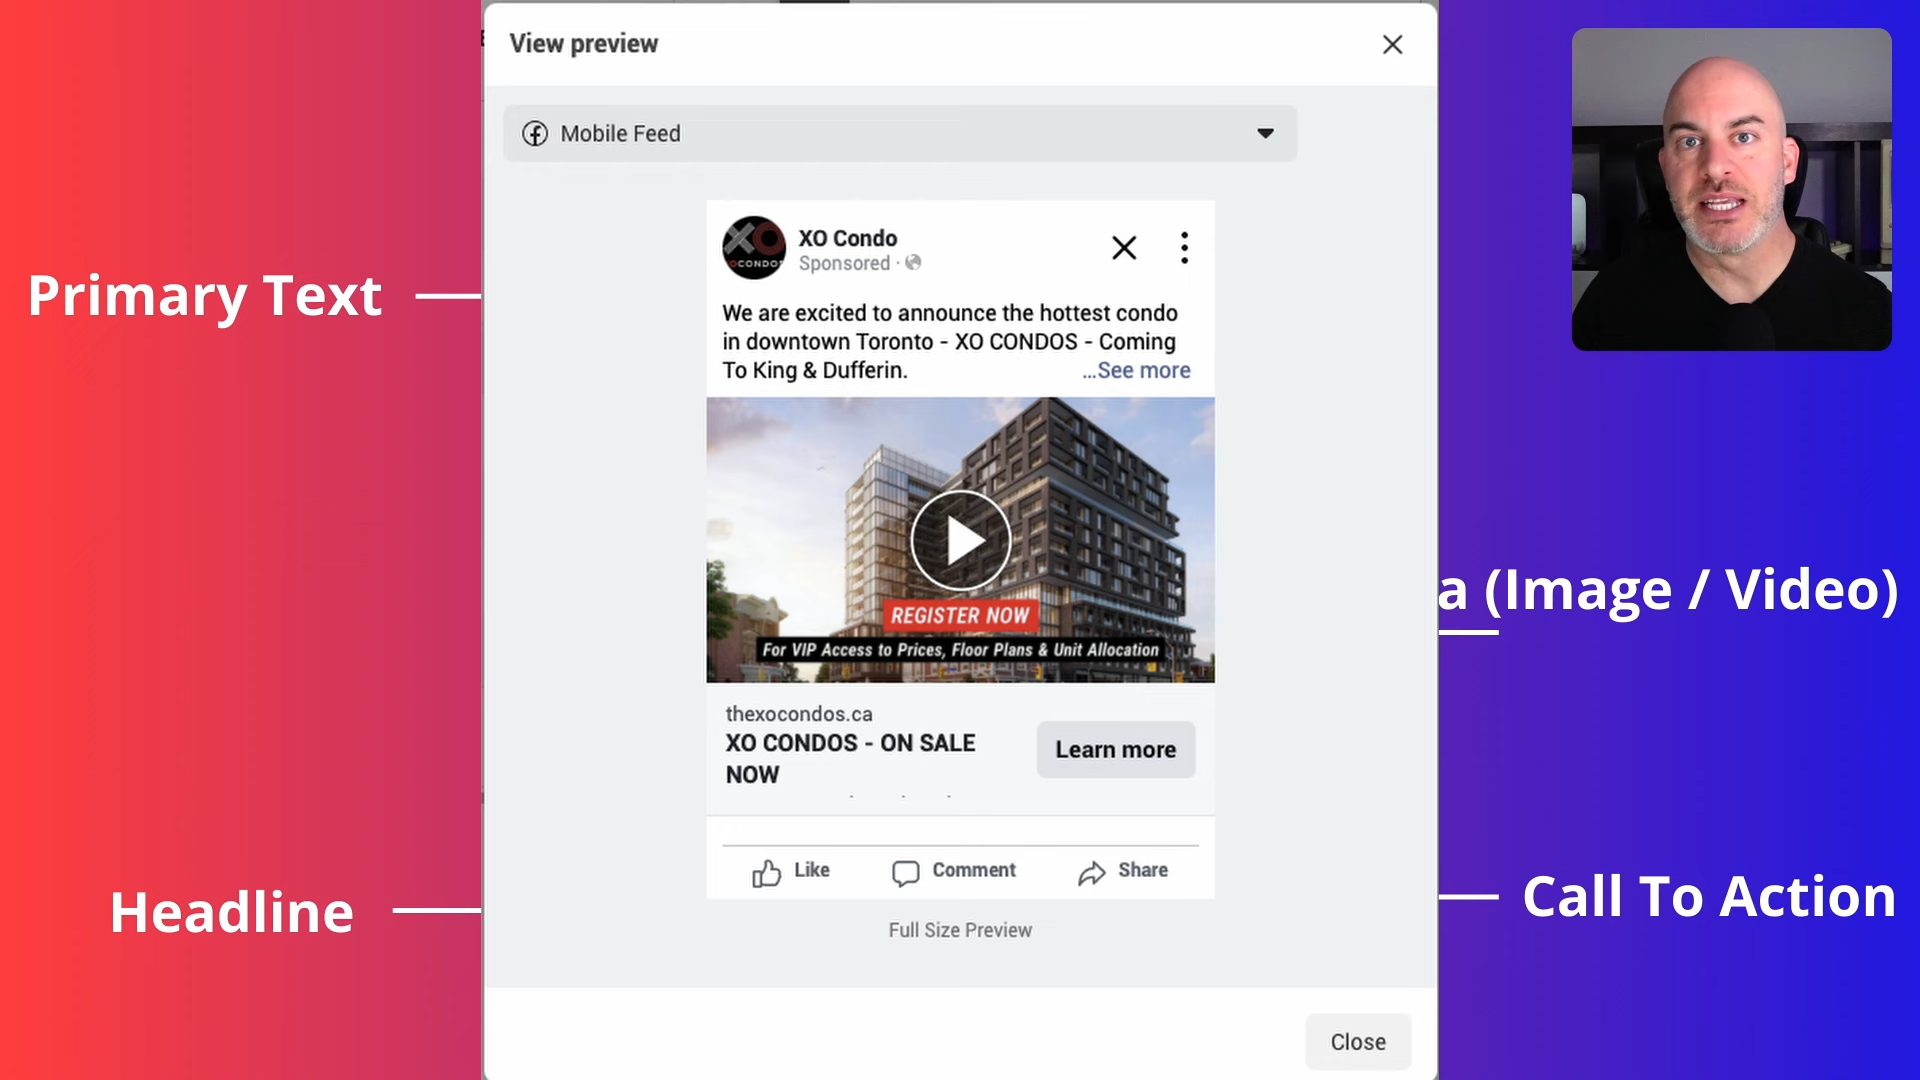 View preview
Mobile Feed
XO
OCONDOS
XO Condo
Sponsored ·
Primary Text
We are excited to announce the hottest condo
in downtown Toronto - XO CONDOS - Coming
To King & Dufferin.
...See more
a (Image / Video)
REGISTER NOW
For VIP Access to Prices, Floor Plans & Unit Allocation
thexocondos.ca
XO CONDOS - ON SALE
NOW
Learn more
Like
Comment
Share
Headline
Call To Action
Full Size Preview
Close